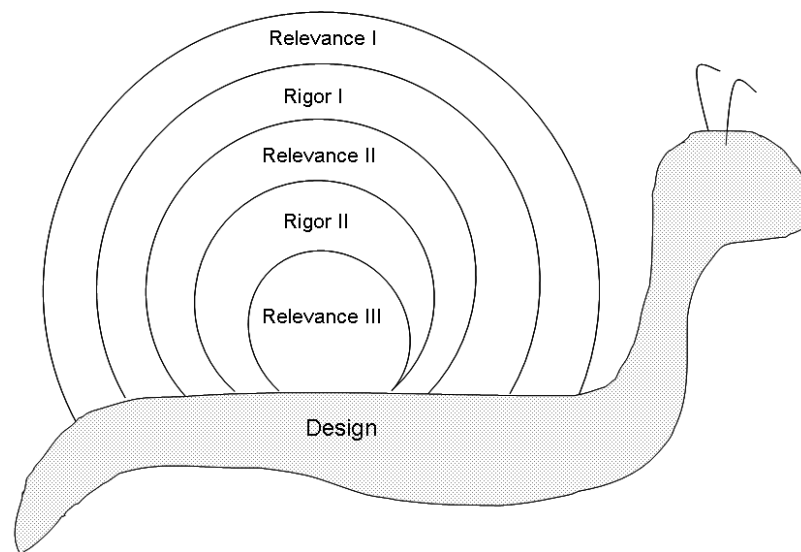 Relevance I
Rigor I
Relevance II
Rigor II
Relevance III
Design